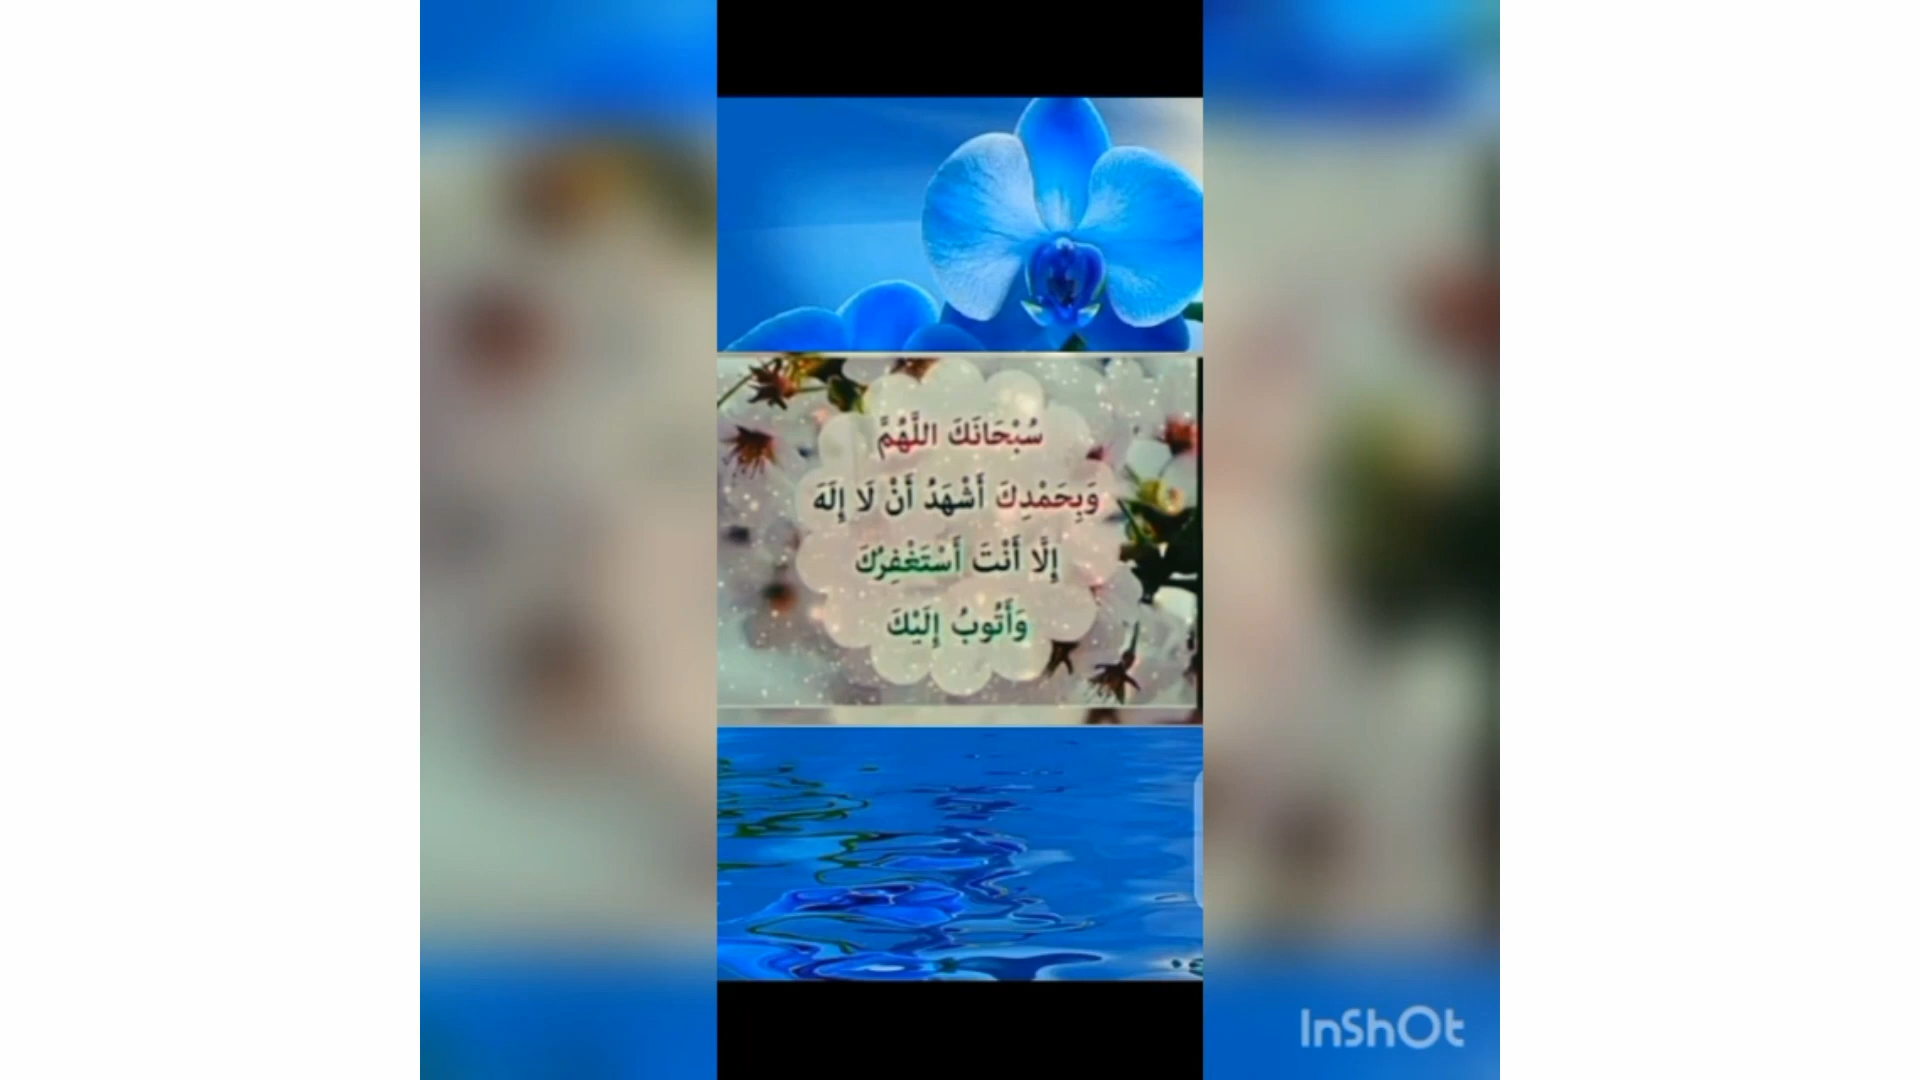 سُبْحَانَكَ اللَّهُمَّ
وَبِحَمْدِكَ أَشْهَدُ أَنْ لَا إِلَهَ
إِلَّا أَنْتَ أَسْتَغْفِرُكَ
وَأَتُوبُ إِلَيْكَ
InShOt